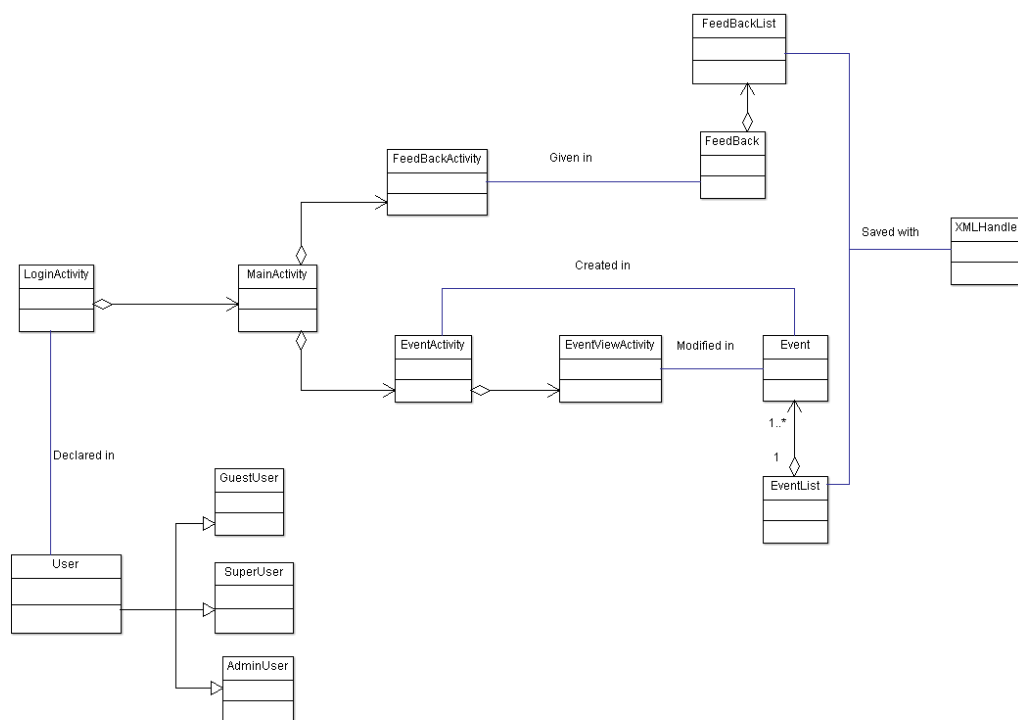 FeedBackList
FeedBack
FeedBackActivity
Given in
XMLHandler
Saved with
LoginActivity
MainActivity
Created in
EventActivity
EventViewActivity
Modified in
Event
1..*
1
EventList
Declared in
GuestUser
User
SuperUser
AdminUser